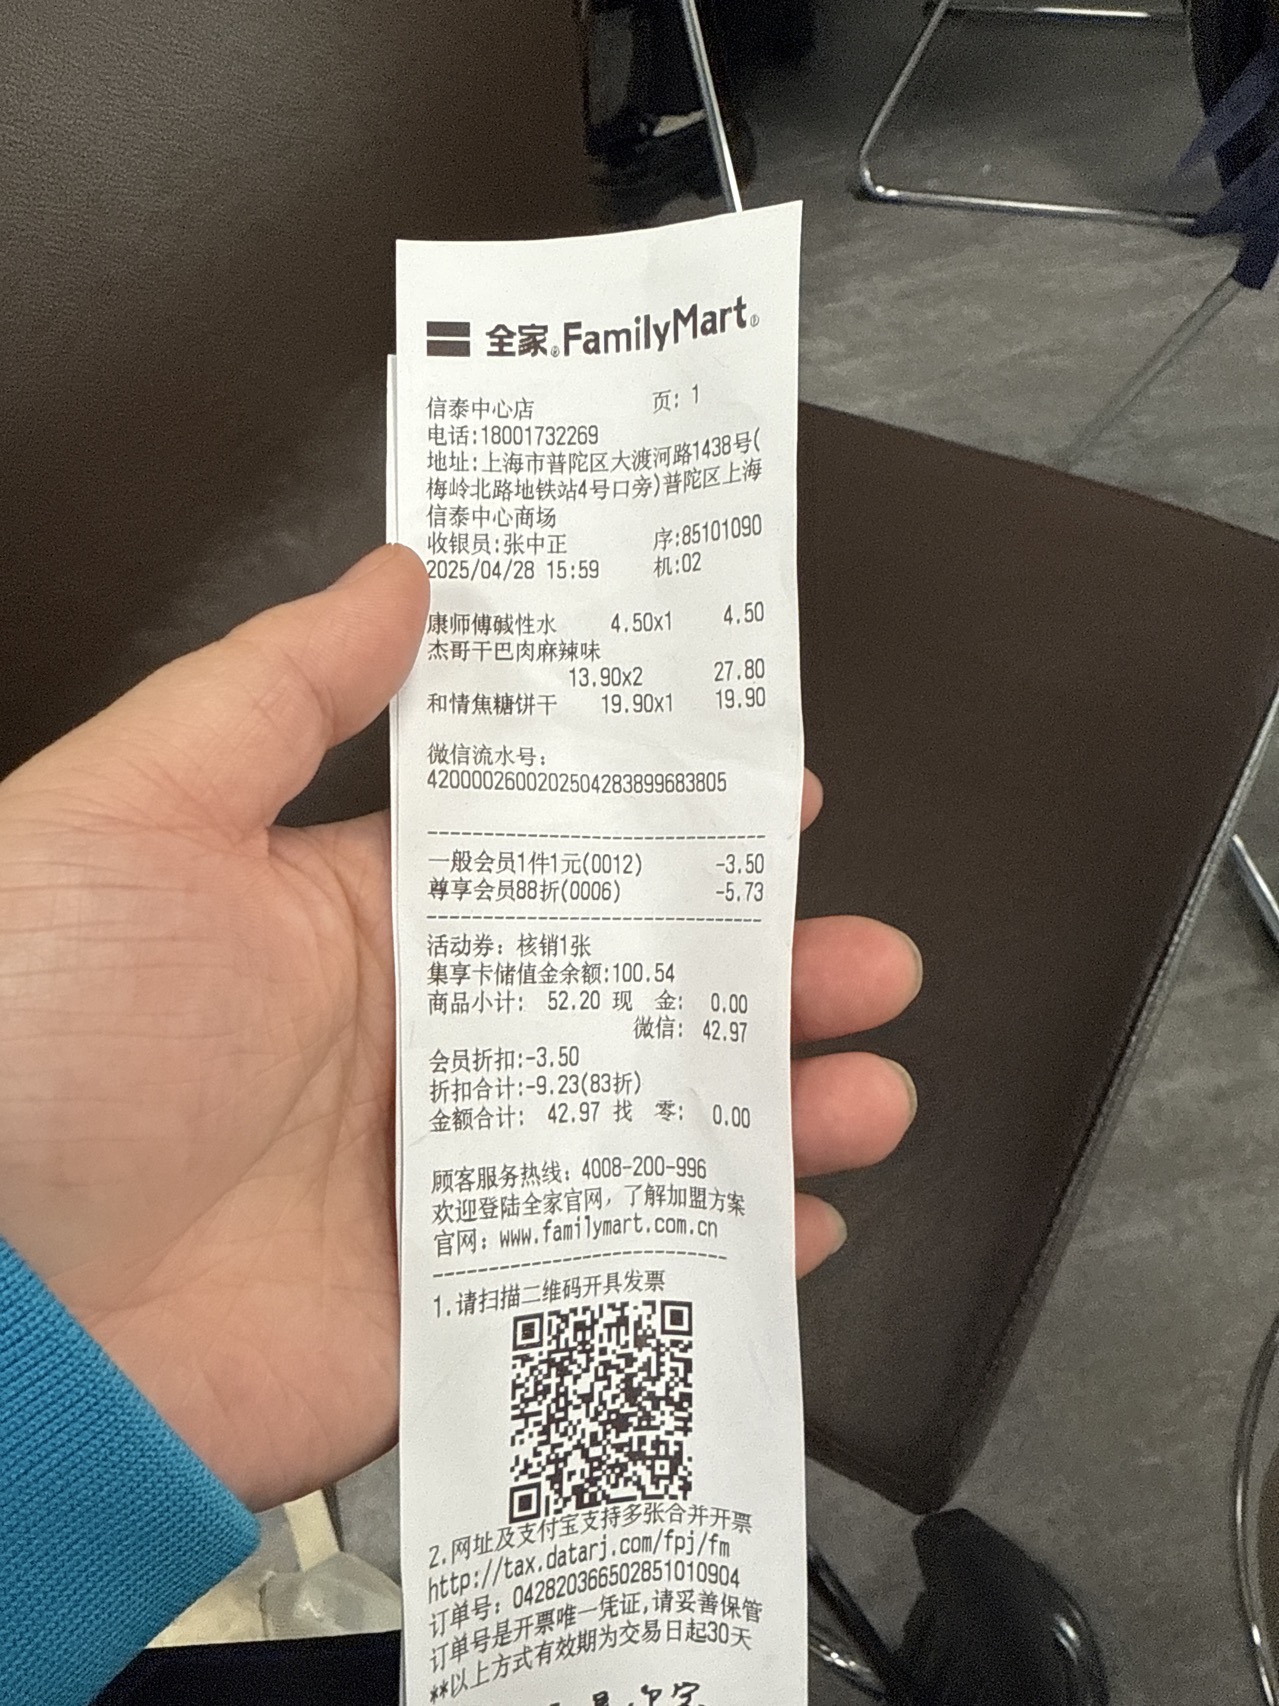 全家®FamilyMart®
信泰中心店 页: 1
电话:18001732269
地址:上海市普陀区大渡河路1438号(
梅岭北路地铁站4号口旁)普陀区上海
信泰中心商场
收银员:张中正 序:85101090
2025/04/28 15:59 机:02
康师傅碱性水 4.50x1 4.50
杰哥干巴肉麻辣味
13.90x2 27.80
和情焦糖饼干 19.90x1 19.90
微信流水号:
4200002600202504283899683805
一般会员1件1元(0012) -3.50
尊享会员88折(0006) -5.73
活动券: 核销1张
集享卡储值金余额:100.54
商品小计: 52.20 现 金: 0.00
微信: 42.97
会员折扣:-3.50
折扣合计:-9.23(83折)
金额合计: 42.97 找 零: 0.00
顾客服务热线: 4008-200-996
欢迎登陆全家官网, 了解加盟方案
官网: www.familymart.com.cn
1.请扫描二维码开具发票
2.网址及支付宝支持多张合并开票
http://tax.datarj.com/fpj/fm
订单号: 042820366502851010904
订单号是开票唯一凭证,请妥善保管
**以上方式有效期为交易日起30天